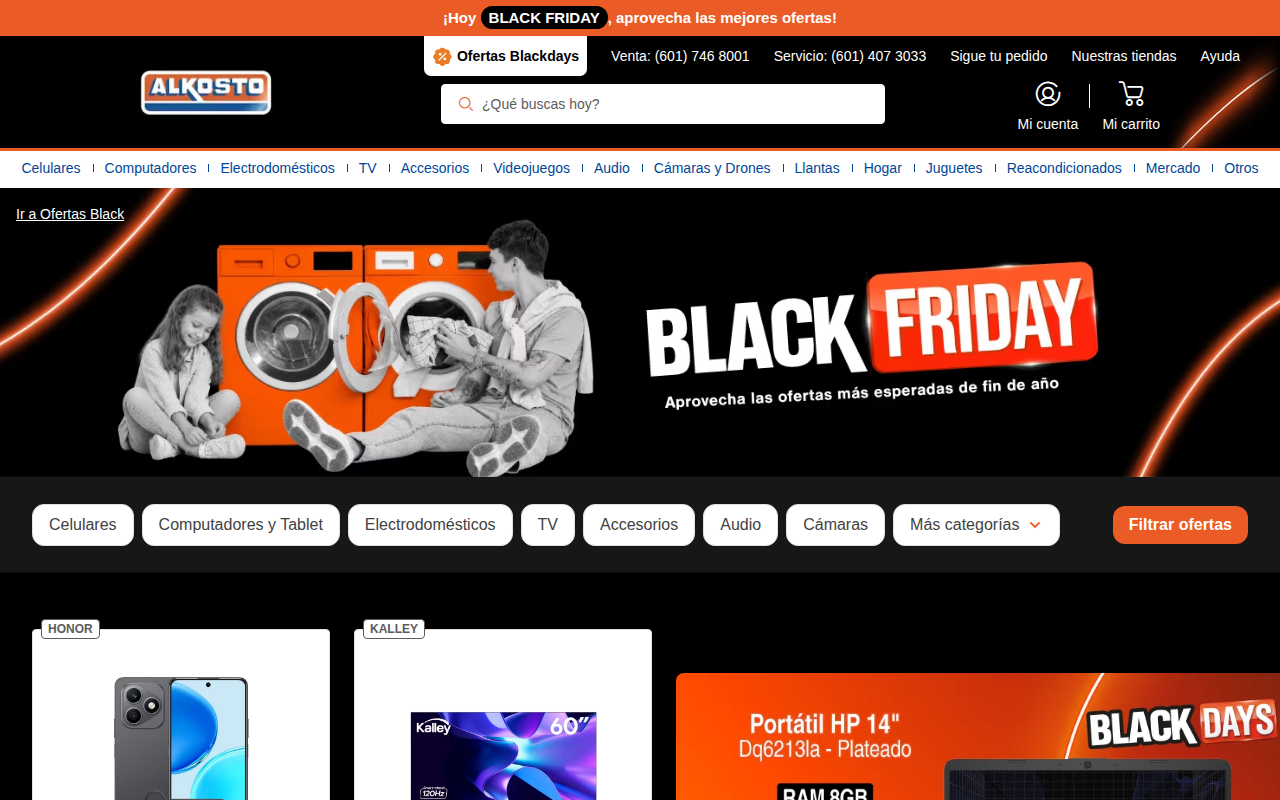 ¡Hoy BLACK FRIDAY, aprovecha las mejores ofertas!
Ofertas Blackdays Venta: (601) 746 8001 Servicio: (601) 407 3033 Sigue tu pedido Nuestras tiendas Ayuda
ALKOSTO
¿Qué buscas hoy?
Mi cuenta Mi carrito
Celulares Computadores Electrodomésticos TV Accesorios Videojuegos Audio Cámaras y Drones Llantas Hogar Juguetes Reacondicionados Mercado Otros
Ir a Ofertas Black
BLACK FRIDAY
Aprovecha las ofertas más esperadas de fin de año
Celulares Computadores y Tablet Electrodomésticos TV Accesorios Audio Cámaras Más categorías Filtrar ofertas
HONOR
KALLEY
Kalley 60”
120Hz
Portátil HP 14"
Dq6213la - Plateado
BLACK DAYS
RAM 8GB